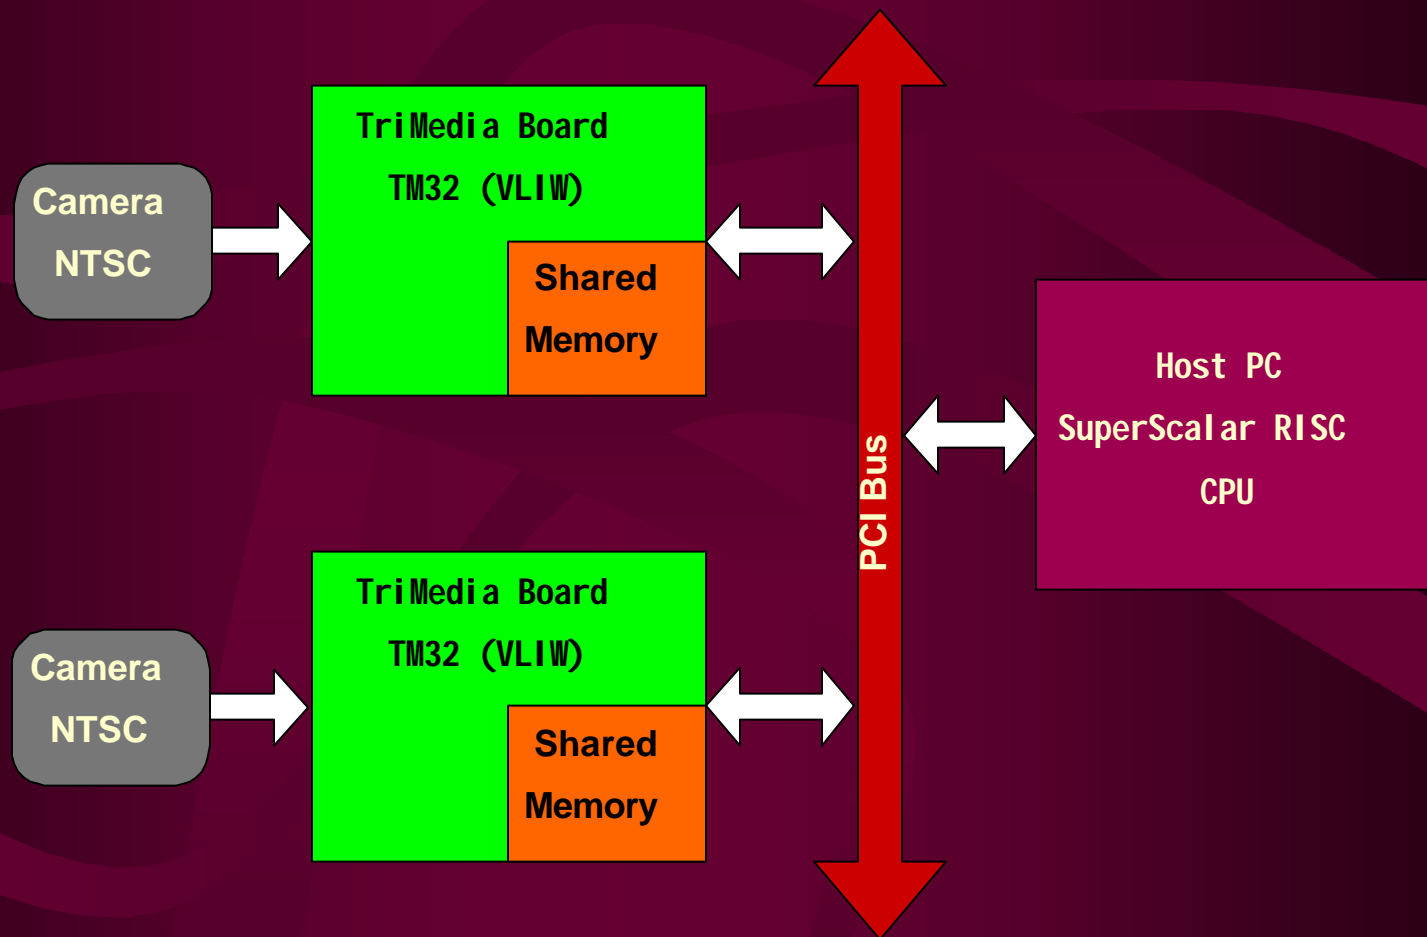 TriMedia Board
TM32 (VLIW)
Camera
NTSC
Shared
Memory
Host PC
SuperScalar RISC
CPU
PCI Bus
TriMedia Board
TM32 (VLIW)
Camera
NTSC
Shared
Memory